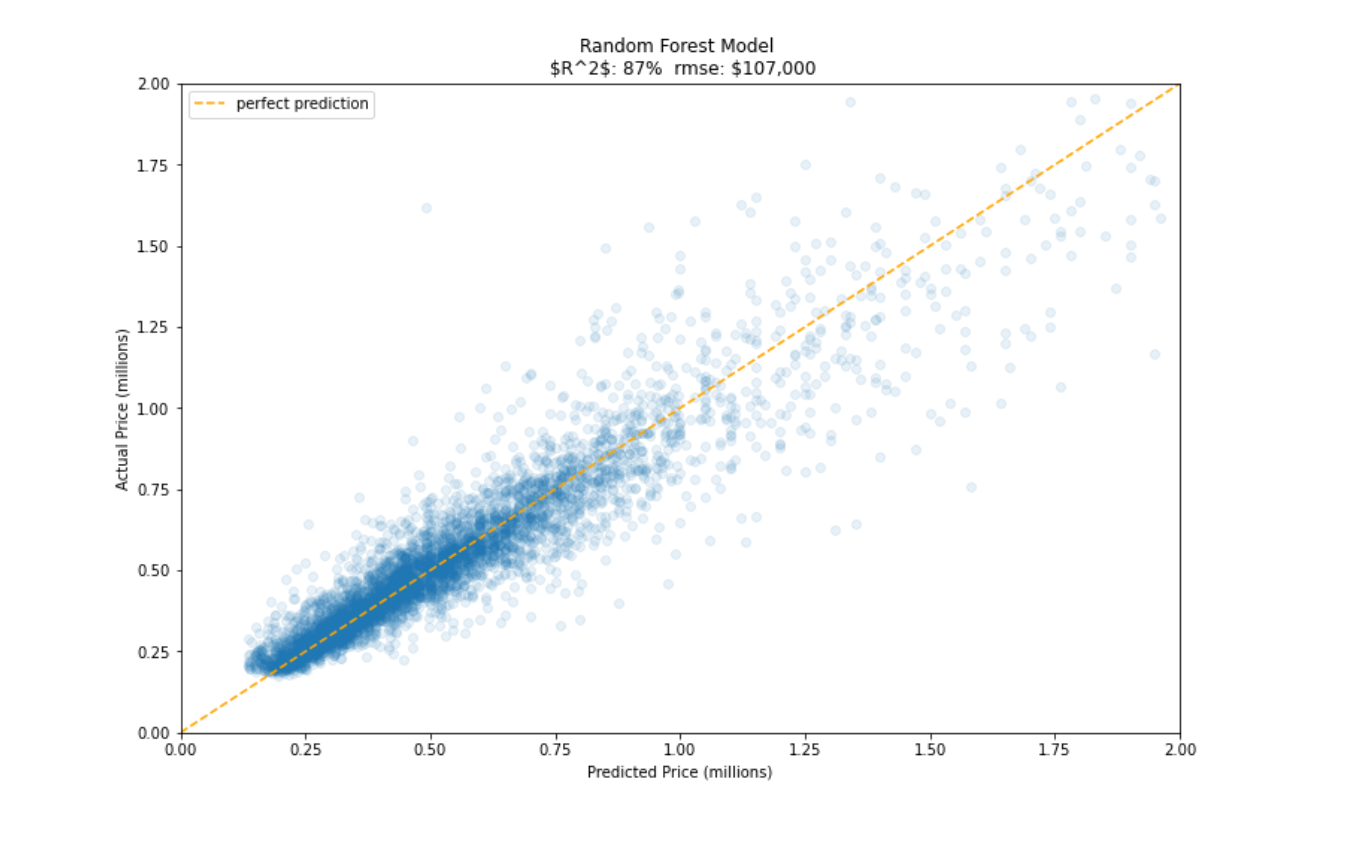 Random Forest Model
$R^2$: 87% rmse: $107,000
perfect prediction
2.00
1.75
1.50
1.25
1.00
0.75
0.50
0.25
0.00
Actual Price (millions)
0.00 0.25 0.50 0.75 1.00 1.25 1.50 1.75 2.00
Predicted Price (millions)